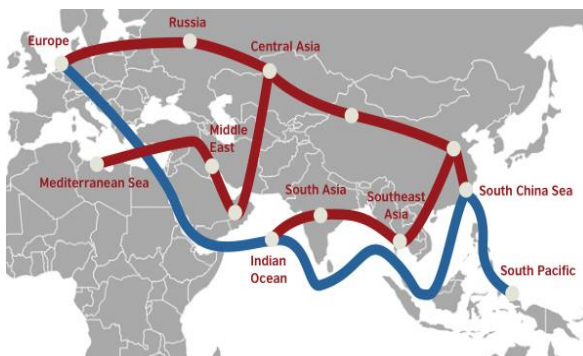 Russia
Europe
Central Asia
Middle
East
Mediterranean Sea
South Asia
Southeast
Asia
South China Sea
Indian
Ocean
South Pacific